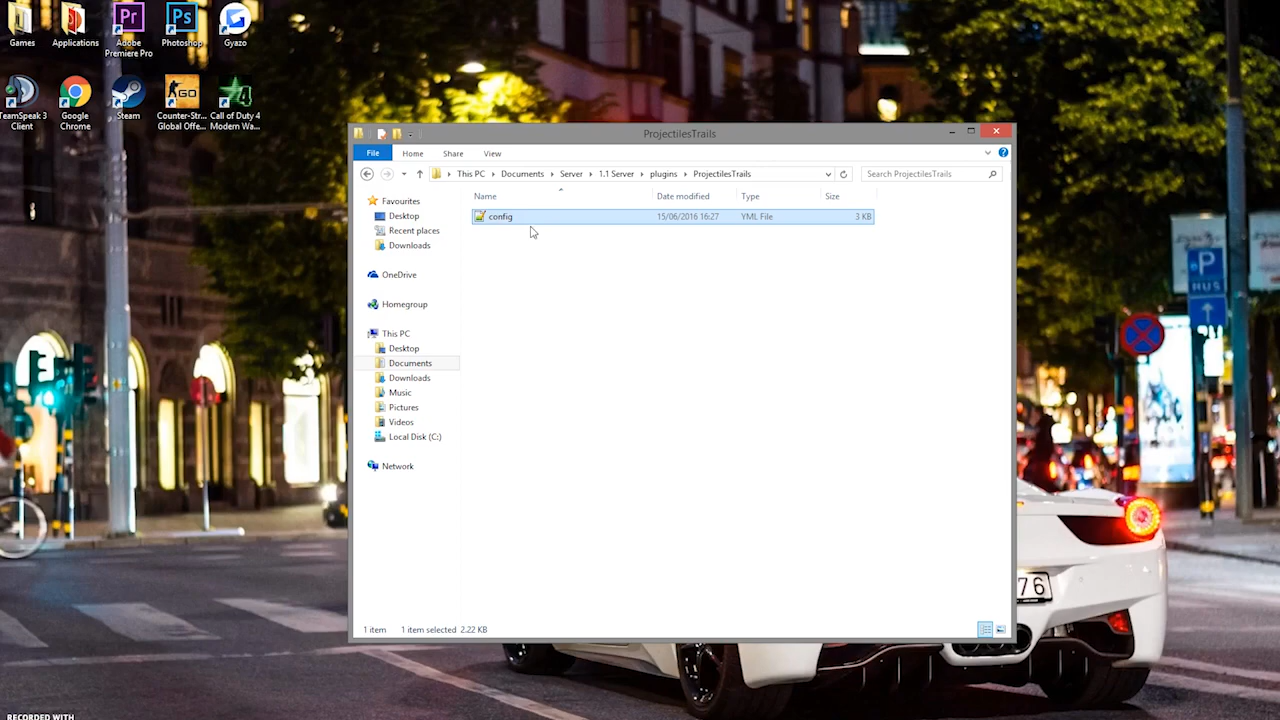 Games
Applications
Adobe
Premiere Pro
Photoshop
Gyazo
TeamSpeak 3
Client
Google
Chrome
Steam
Counter-Str...
Global Offe...
Call of Duty 4
Modern Wa...
ProjectilesTrails
File
Home
Share
View
This PC
Documents
Server
1.1 Server
plugins
ProjectilesTrails
Search ProjectilesTrails
Name
Date modified
Type
Size
config
15/06/2016 16:27
YML File
3 KB
Favourites
Desktop
Recent places
Downloads
OneDrive
Homegroup
This PC
Desktop
Documents
Downloads
Music
Pictures
Videos
Local Disk (C:)
Network
1 item
1 item selected 2.22 KB
Pr
Ps
GO
P
HUS
76
RECORDED WITH